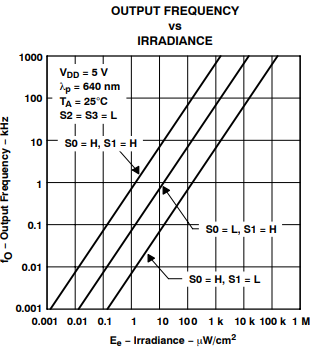 OUTPUT FREQUENCY
vs
IRRADIANCE
1000
100
10
1
0.1
0.01
0.001
fO – Output Frequency – kHz
VDD = 5 V
λp = 640 nm
TA = 25°C
S2 = S3 = L
S0 = H, S1 = H
S0 = L, S1 = H
S0 = H, S1 = L
0.001 0.01 0.1 1 10 100 1 k 10 k 100 k 1 M
Ee – Irradiance – μW/cm2